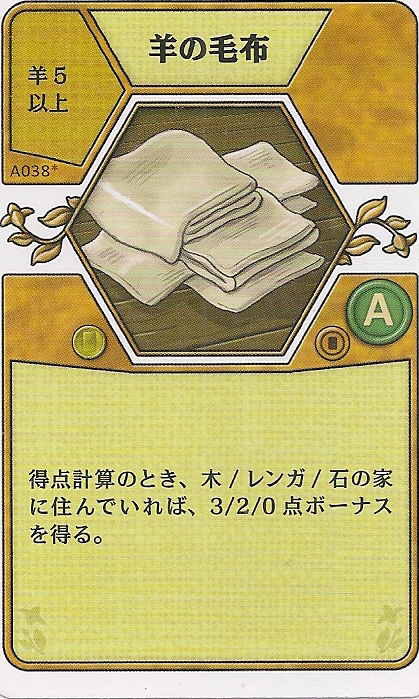 羊の毛布
羊5
以上
A038*
A
得点計算のとき、木/レンガ/石の家
に住んでいれば、3/2/0点ボーナス
を得る。